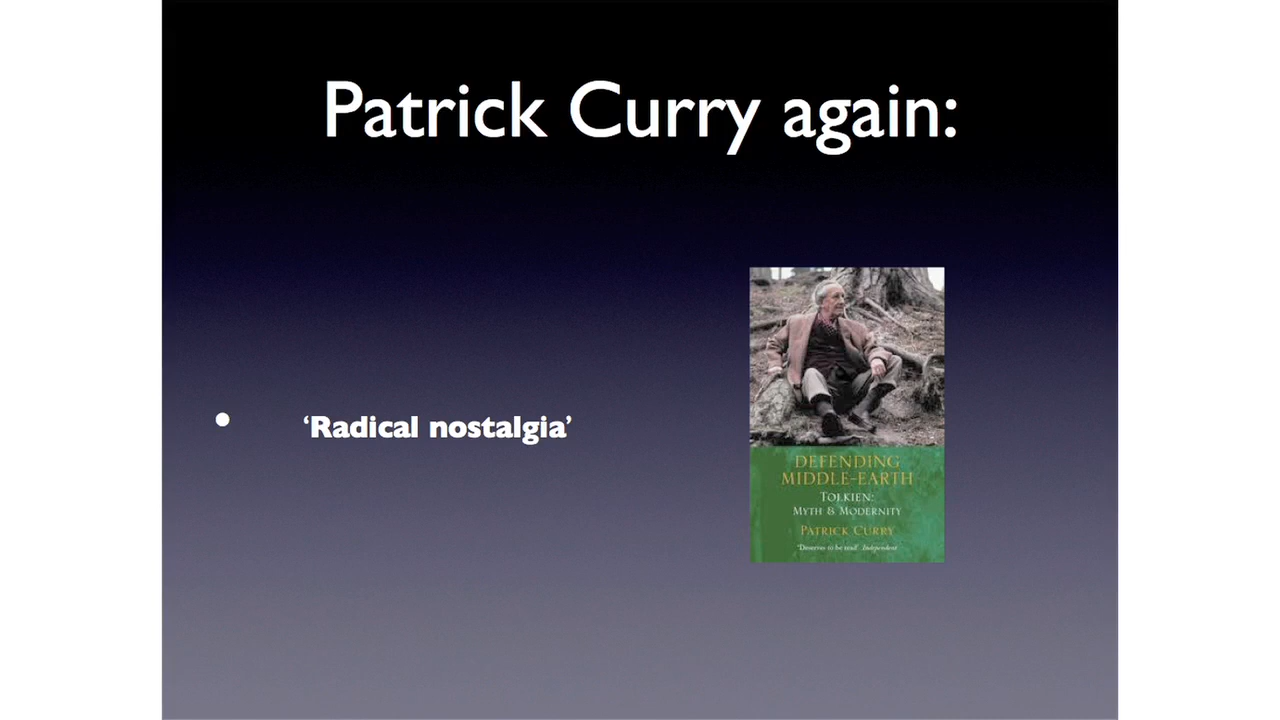 Patrick Curry again:
• ‘Radical nostalgia’
DEFENDING
MIDDLE-EARTH
TOLKIEN:
MYTH & MODERNITY
PATRICK CURRY
‘Deserves to be read’ Independent